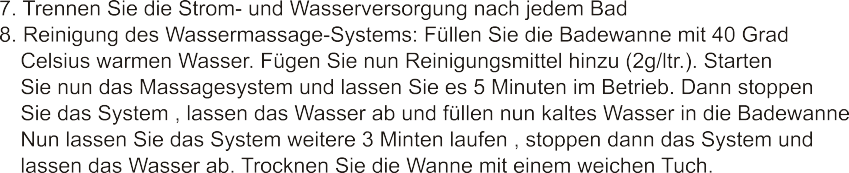 7. Trennen Sie die Strom- und Wasserversorgung nach jedem Bad
8. Reinigung des Wassermassage-Systems: Füllen Sie die Badewanne mit 40 Grad
Celsius warmen Wasser. Fügen Sie nun Reinigungsmittel hinzu (2g/ltr.). Starten
Sie nun das Massagesystem und lassen Sie es 5 Minuten im Betrieb. Dann stoppen
Sie das System , lassen das Wasser ab und füllen nun kaltes Wasser in die Badewanne
Nun lassen Sie das System weitere 3 Minten laufen , stoppen dann das System und
lassen das Wasser ab. Trocknen Sie die Wanne mit einem weichen Tuch.